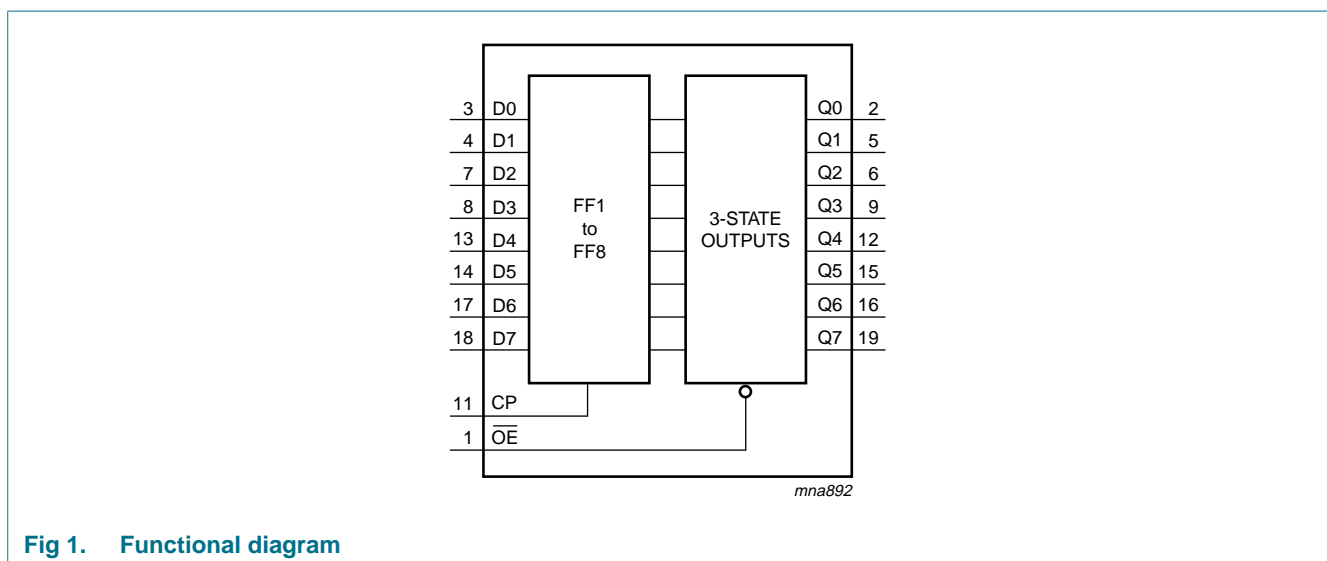 3 D0 Q0 2
4 D1 Q1 5
7 D2 Q2 6
8 D3 Q3 9
13 D4 Q4 12
14 D5 Q5 15
17 D6 Q6 16
18 D7 Q7 19
FF1
to
FF8
3-STATE
OUTPUTS
11 CP
1 O̅E̅
mna892
Fig 1. Functional diagram